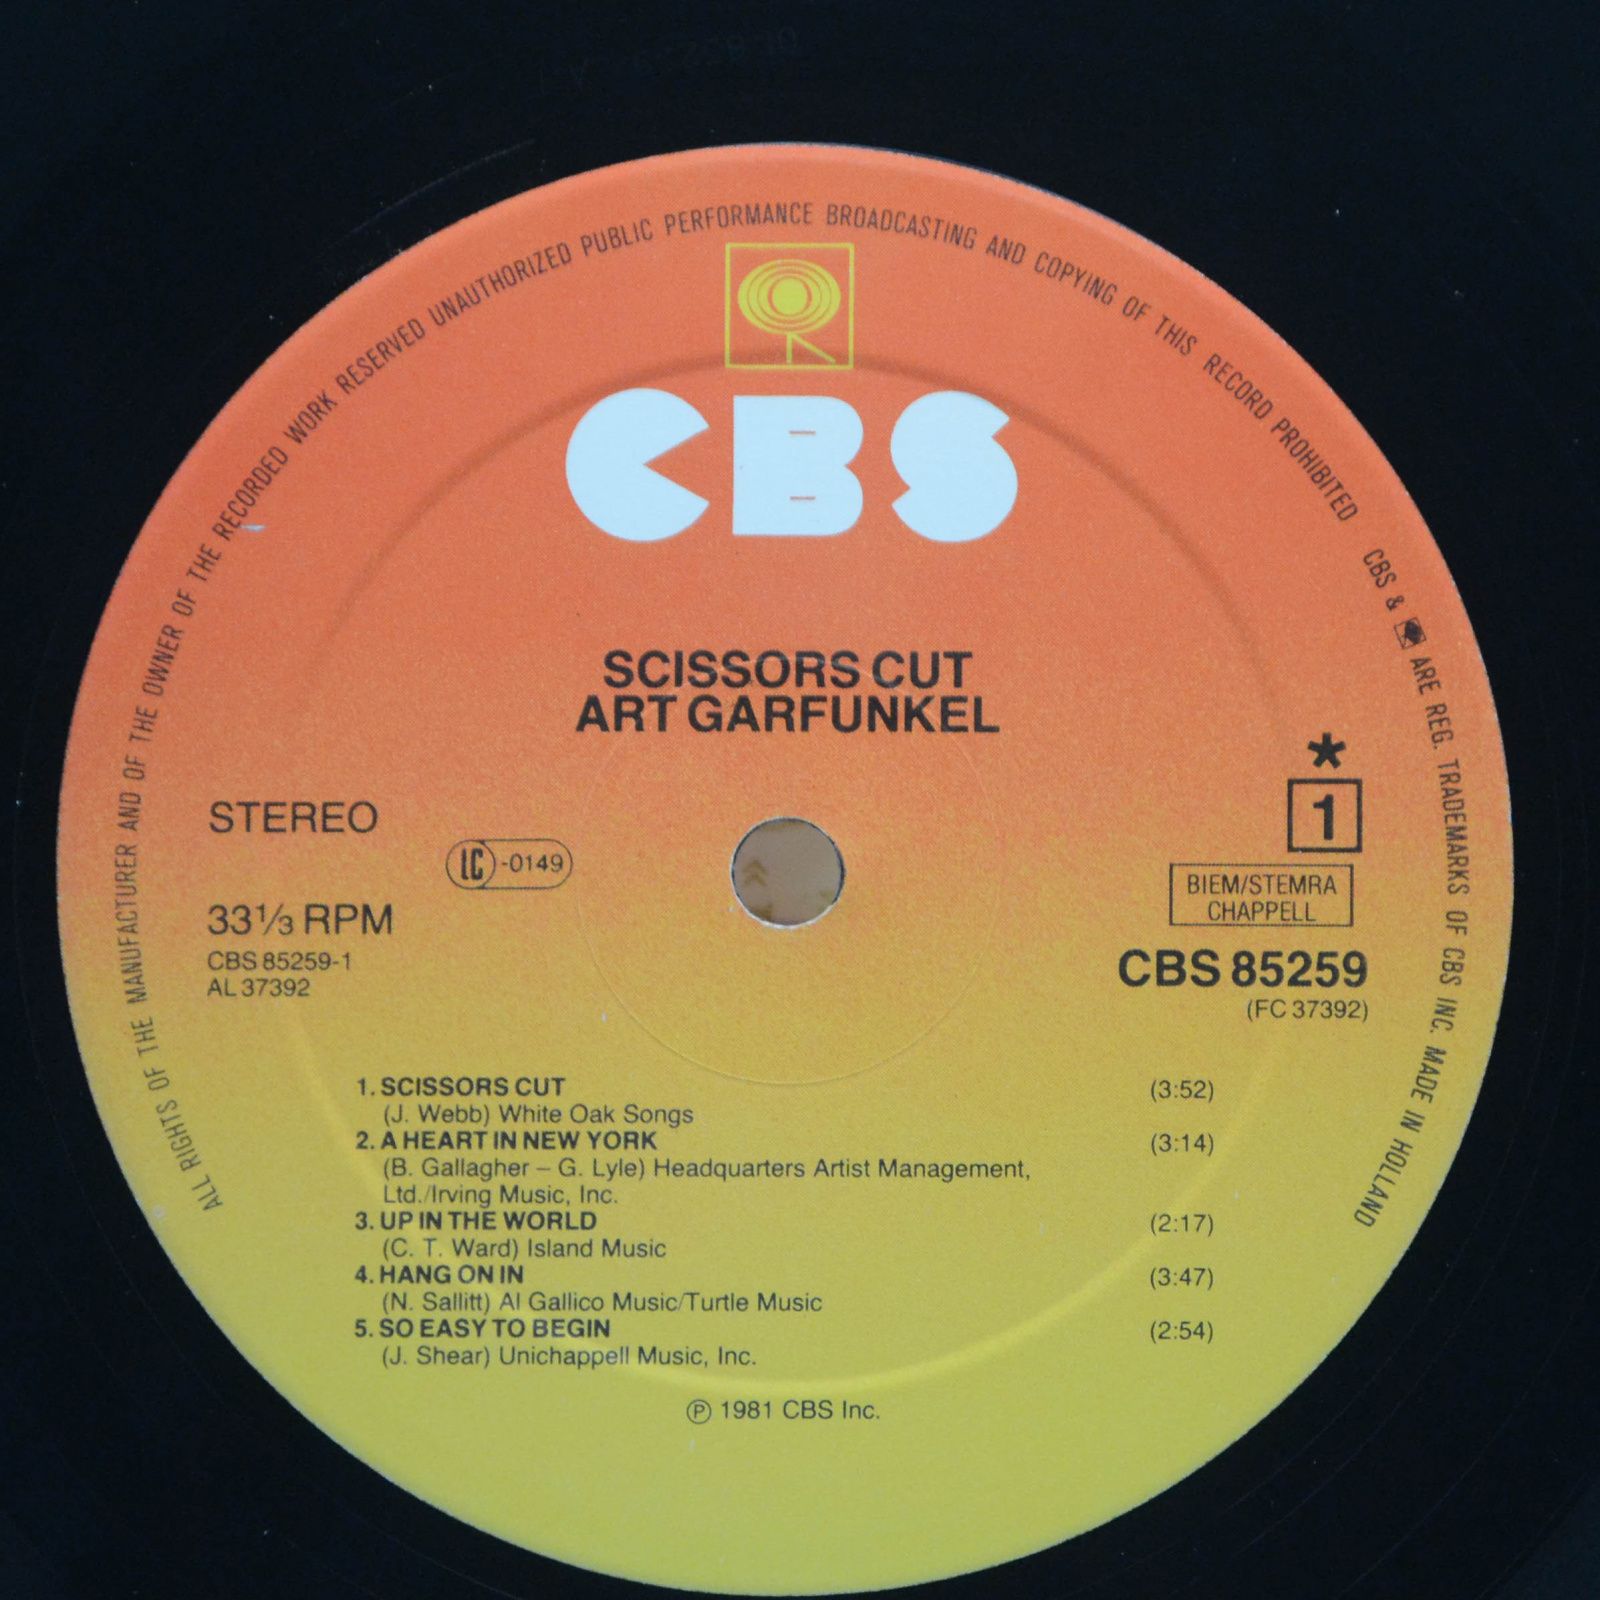 ALL RIGHTS OF THE MANUFACTURER AND OF THE OWNER OF THE RECORDED WORK RESERVED UNAUTHORIZED PUBLIC PERFORMANCE BROADCASTING AND COPYING OF THIS RECORD PROHIBITED CBS & ARE REG. TRADEMARKS OF CBS INC. MADE IN HOLLAND
CBS
SCISSORS CUT
ART GARFUNKEL
STEREO
LC-0149
33⅓ RPM
CBS 85259-1
AL 37392
*
1
BIEM/STEMRA
CHAPPELL
CBS 85259
(FC 37392)
1. SCISSORS CUT (3:52)
(J. Webb) White Oak Songs
2. A HEART IN NEW YORK (3:14)
(B. Gallagher – G. Lyle) Headquarters Artist Management,
Ltd./Irving Music, Inc.
3. UP IN THE WORLD (2:17)
(C. T. Ward) Island Music
4. HANG ON IN (3:47)
(N. Sallitt) Al Gallico Music/Turtle Music
5. SO EASY TO BEGIN (2:54)
(J. Shear) Unichappell Music, Inc.
℗ 1981 CBS Inc.